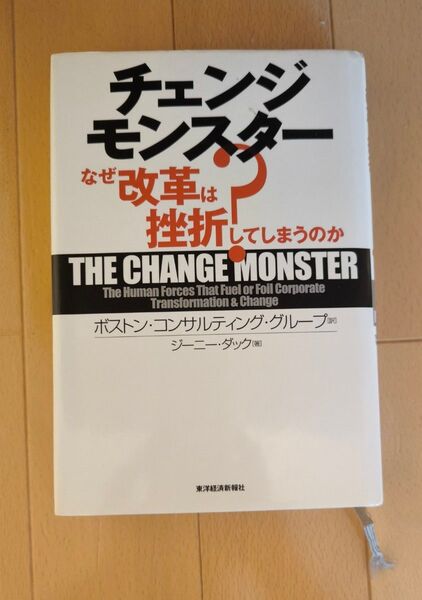 チェンジ
モンスター
なぜ改革は
挫折してしまうのか
?
THE CHANGE MONSTER
The Human Forces That Fuel or Foil Corporate
Transformation & Change
ボストン・コンサルティング・グループ[訳]
ジーニー・ダック[著]
東洋経済新報社